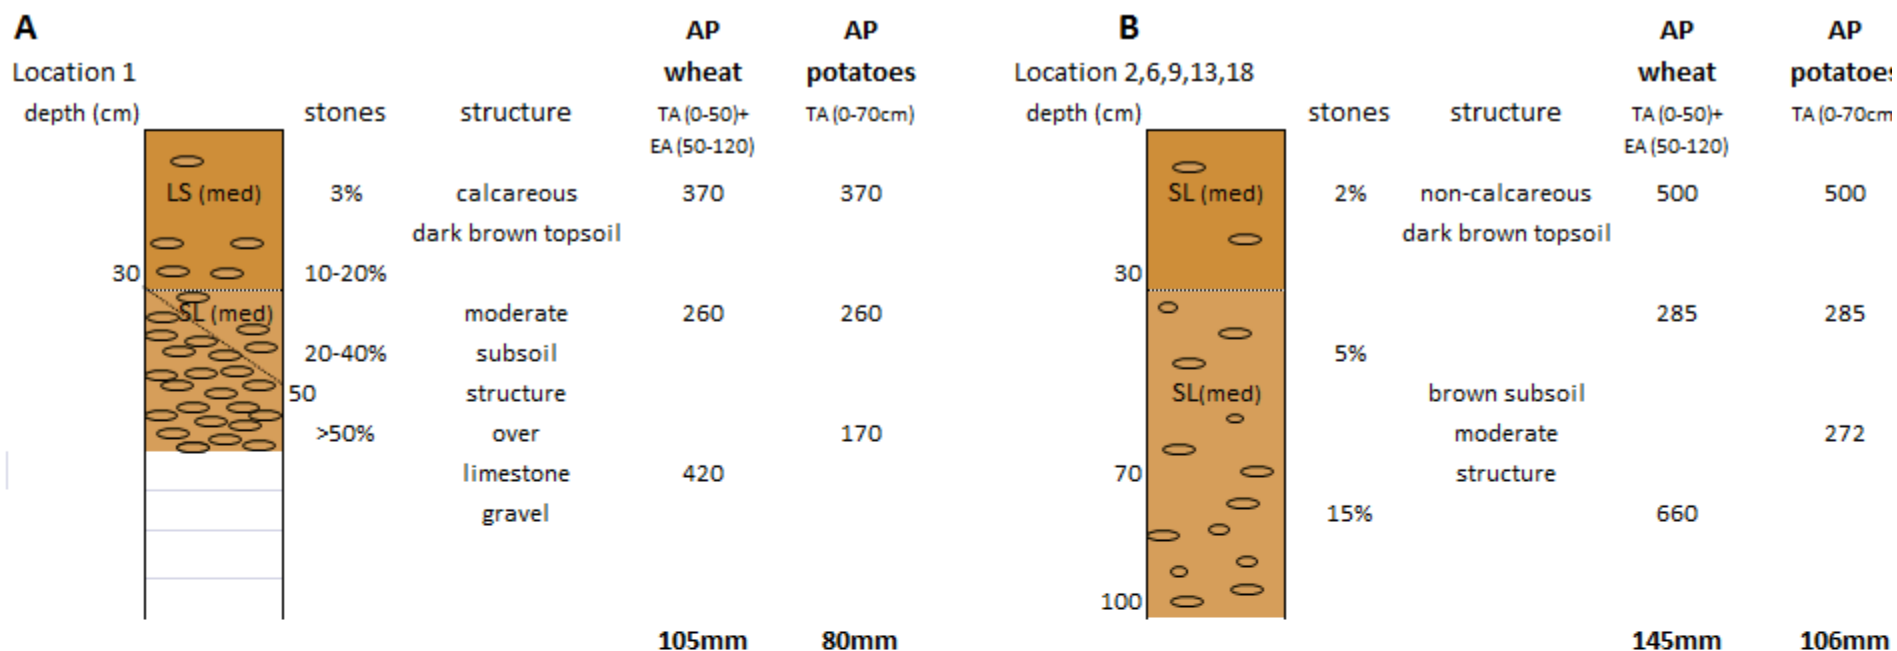 A AP AP
Location 1 wheat potatoes
depth (cm) stones structure TA (0-50)+ TA (0-70cm)
EA (50-120)
LS (med) 3% calcareous 370 370
dark brown topsoil
30 10-20%
SL (med) moderate 260 260
20-40% subsoil
50 structure
>50% over 170
limestone 420
gravel
105mm 80mm
B AP AP
Location 2,6,9,13,18 wheat potatoes
depth (cm) stones structure TA (0-50)+ TA (0-70cm
EA (50-120)
SL (med) 2% non-calcareous 500 500
dark brown topsoil
30
285 285
5%
SL(med) brown subsoil
moderate 272
70 structure
15% 660
100
145mm 106mm